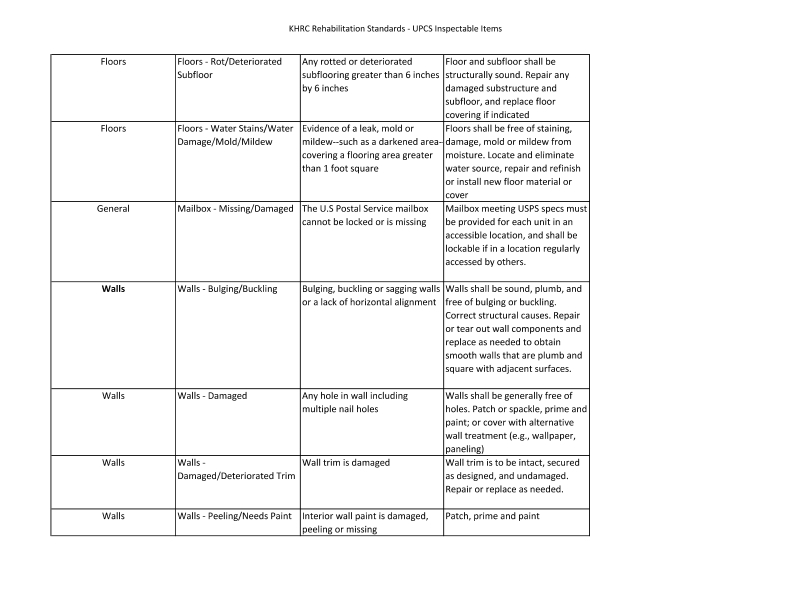 KHRC Rehabilitation Standards - UPCS Inspectable Items
Floors
Floors - Rot/Deteriorated
Subfloor
Any rotted or deteriorated
subflooring greater than 6 inches
by 6 inches
Floor and subfloor shall be
structurally sound. Repair any
damaged substructure and
subfloor, and replace floor
covering if indicated
Floors
Floors - Water Stains/Water
Damage/Mold/Mildew
Evidence of a leak, mold or
mildew--such as a darkened area--
covering a flooring area greater
than 1 foot square
Floors shall be free of staining,
damage, mold or mildew from
moisture. Locate and eliminate
water source, repair and refinish
or install new floor material or
cover
General
Mailbox - Missing/Damaged
The U.S Postal Service mailbox
cannot be locked or is missing
Mailbox meeting USPS specs must
be provided for each unit in an
accessible location, and shall be
lockable if in a location regularly
accessed by others.
Walls
Walls - Bulging/Buckling
Bulging, buckling or sagging walls
or a lack of horizontal alignment
Walls shall be sound, plumb, and
free of bulging or buckling.
Correct structural causes. Repair
or tear out wall components and
replace as needed to obtain
smooth walls that are plumb and
square with adjacent surfaces.
Walls
Walls - Damaged
Any hole in wall including
multiple nail holes
Walls shall be generally free of
holes. Patch or spackle, prime and
paint; or cover with alternative
wall treatment (e.g., wallpaper,
paneling)
Walls
Walls -
Damaged/Deteriorated Trim
Wall trim is damaged
Wall trim is to be intact, secured
as designed, and undamaged.
Repair or replace as needed.
Walls
Walls - Peeling/Needs Paint
Interior wall paint is damaged,
peeling or missing
Patch, prime and paint